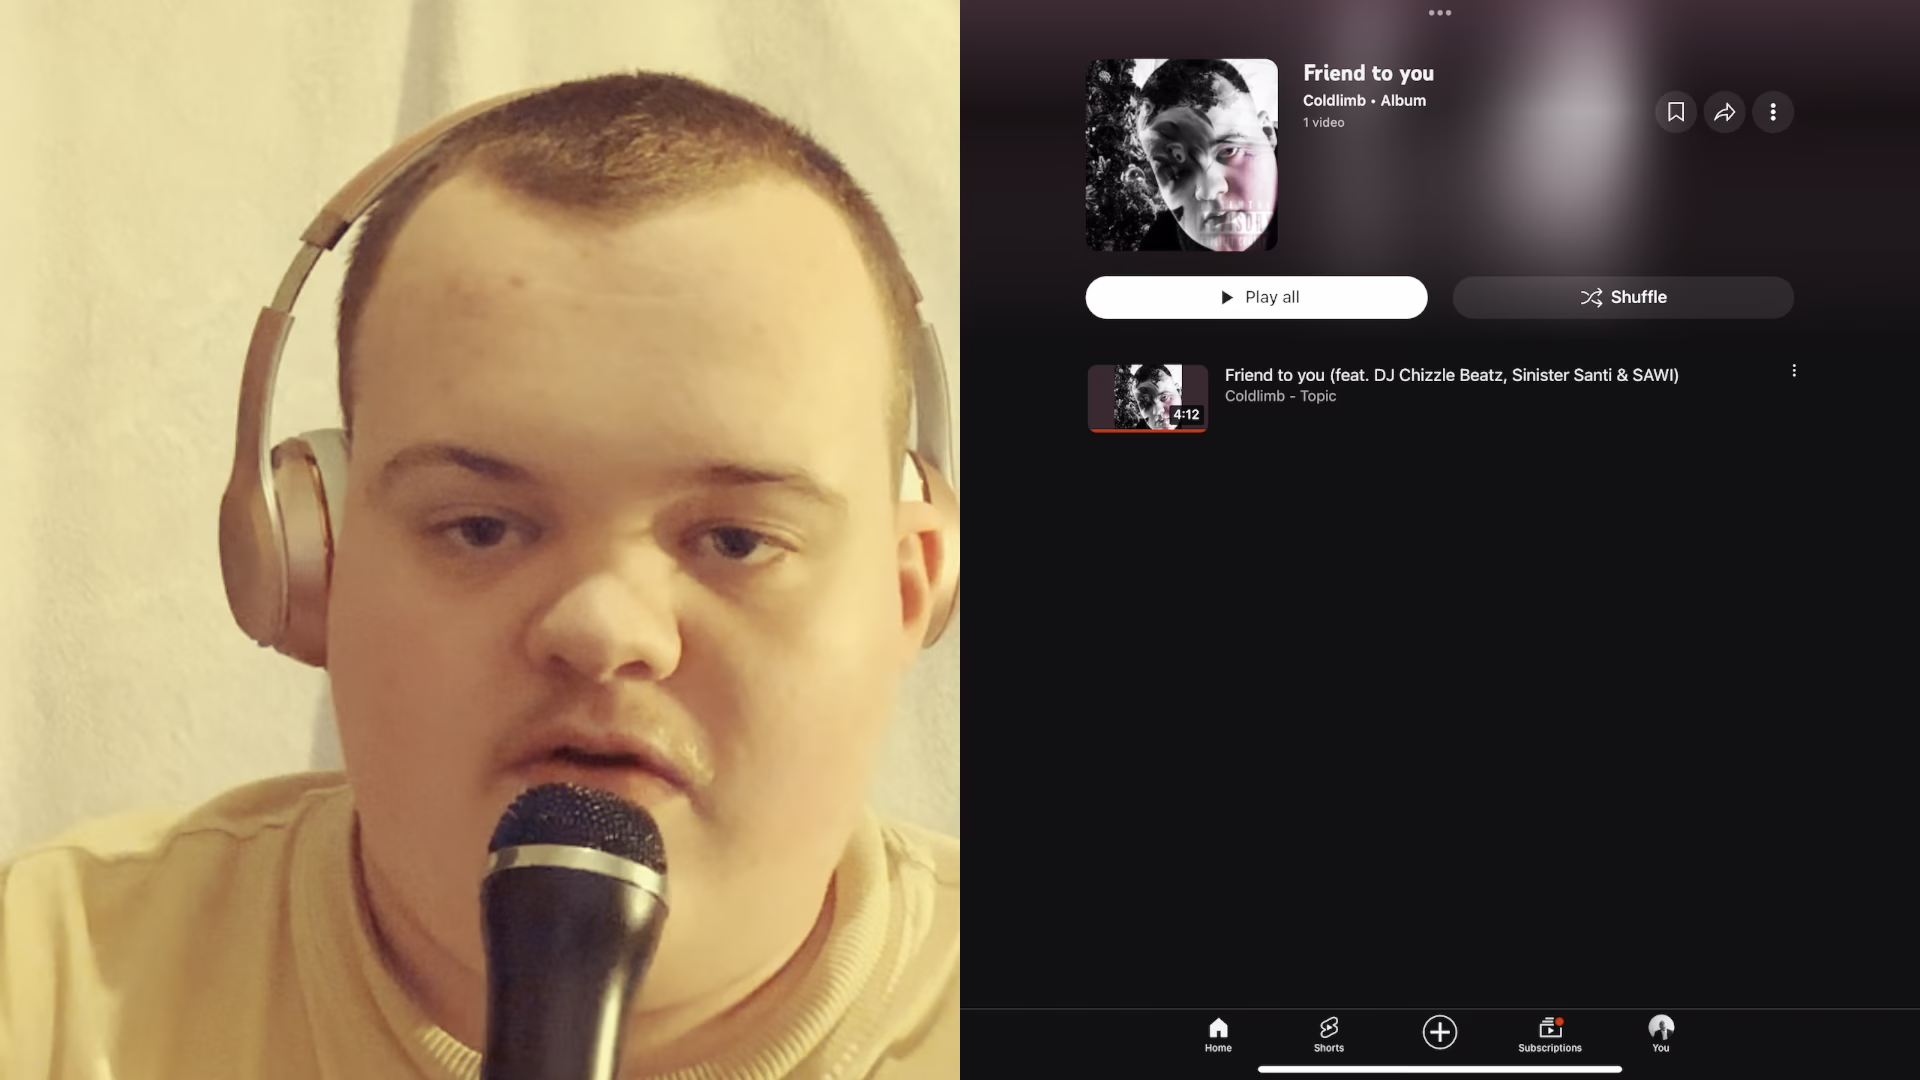 Friend to you
Coldlimb • Album
1 video
Play all
Shuffle
Friend to you (feat. DJ Chizzle Beatz, Sinister Santi & SAWI)
Coldlimb - Topic
4:12
Home
Shorts
Subscriptions
You